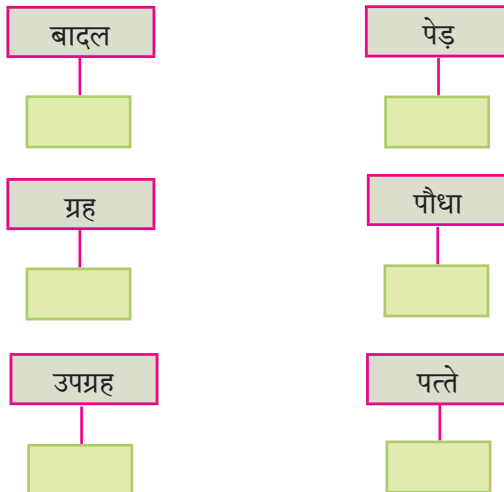 बादल
पेड़
ग्रह
पौधा
उपग्रह
पत्ते